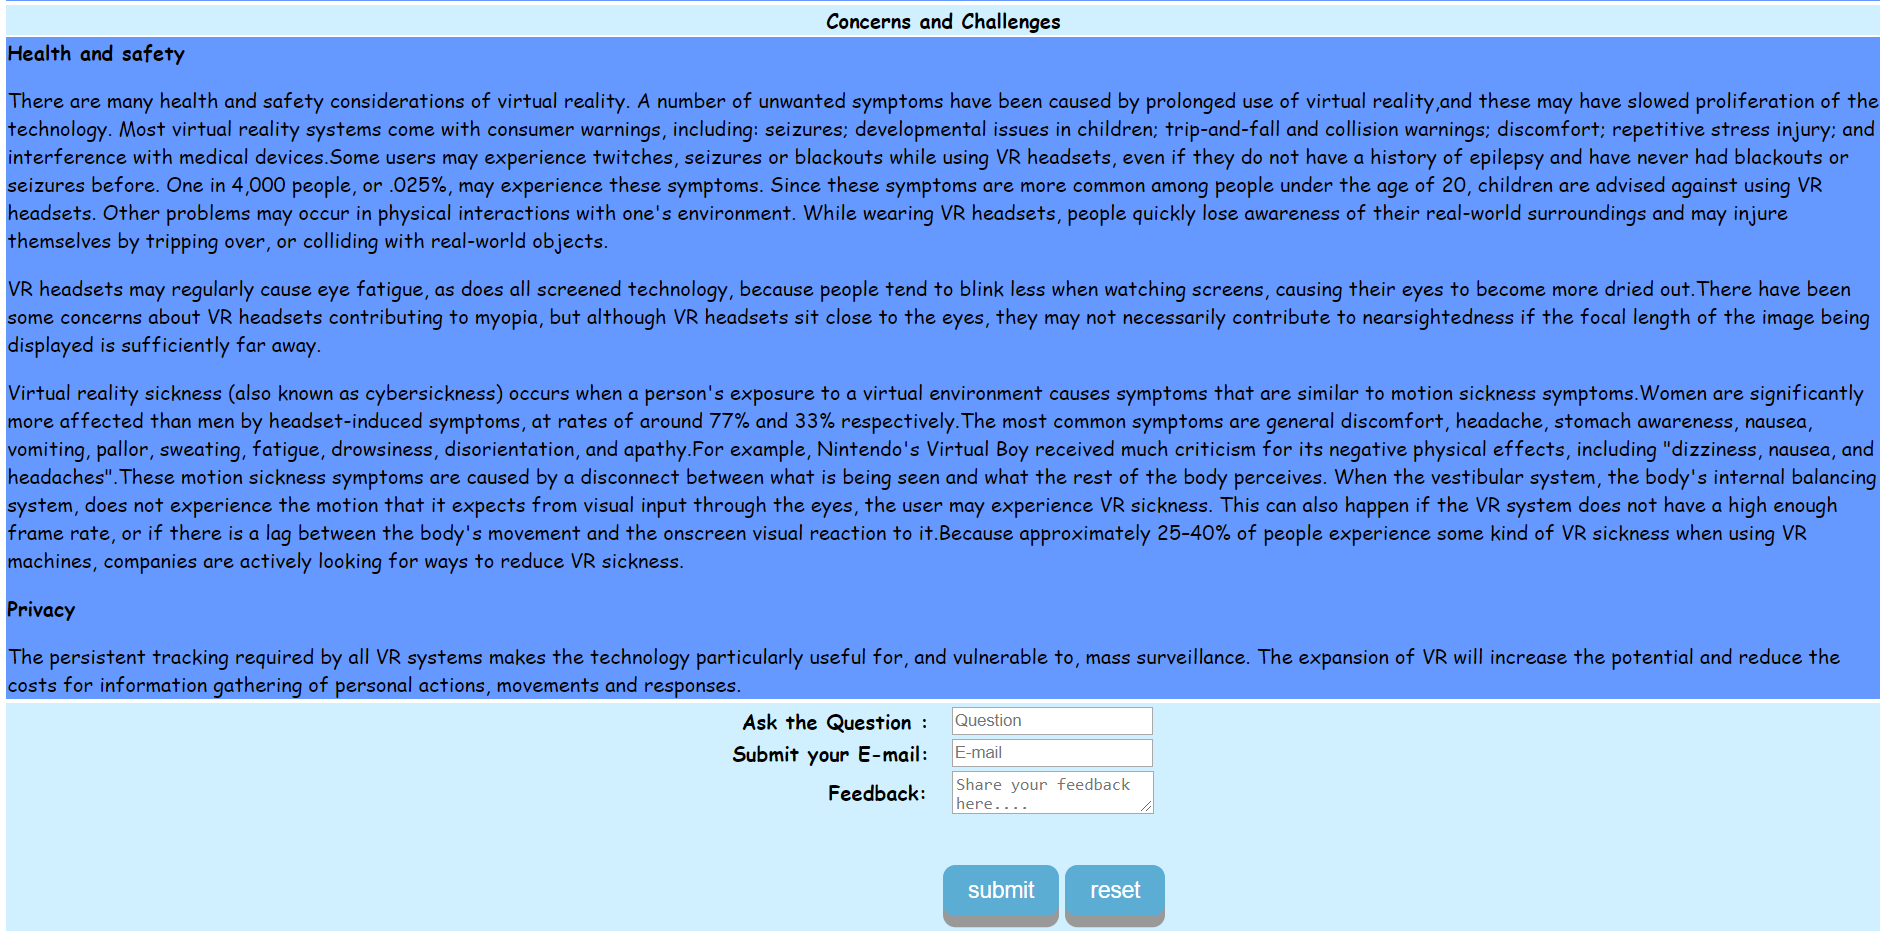 Concerns and Challenges
Health and safety
There are many health and safety considerations of virtual reality. A number of unwanted symptoms have been caused by prolonged use of virtual reality,and these may have slowed proliferation of the
technology. Most virtual reality systems come with consumer warnings, including: seizures; developmental issues in children; trip-and-fall and collision warnings; discomfort; repetitive stress injury; and
interference with medical devices.Some users may experience twitches, seizures or blackouts while using VR headsets, even if they do not have a history of epilepsy and have never had blackouts or
seizures before. One in 4,000 people, or .025%, may experience these symptoms. Since these symptoms are more common among people under the age of 20, children are advised against using VR
headsets. Other problems may occur in physical interactions with one's environment. While wearing VR headsets, people quickly lose awareness of their real-world surroundings and may injure
themselves by tripping over, or colliding with real-world objects.
VR headsets may regularly cause eye fatigue, as does all screened technology, because people tend to blink less when watching screens, causing their eyes to become more dried out.There have been
some concerns about VR headsets contributing to myopia, but although VR headsets sit close to the eyes, they may not necessarily contribute to nearsightedness if the focal length of the image being
displayed is sufficiently far away.
Virtual reality sickness (also known as cybersickness) occurs when a person's exposure to a virtual environment causes symptoms that are similar to motion sickness symptoms.Women are significantly
more affected than men by headset-induced symptoms, at rates of around 77% and 33% respectively.The most common symptoms are general discomfort, headache, stomach awareness, nausea,
vomiting, pallor, sweating, fatigue, drowsiness, disorientation, and apathy.For example, Nintendo's Virtual Boy received much criticism for its negative physical effects, including "dizziness, nausea, and
headaches".These motion sickness symptoms are caused by a disconnect between what is being seen and what the rest of the body perceives. When the vestibular system, the body's internal balancing
system, does not experience the motion that it expects from visual input through the eyes, the user may experience VR sickness. This can also happen if the VR system does not have a high enough
frame rate, or if there is a lag between the body's movement and the onscreen visual reaction to it.Because approximately 25–40% of people experience some kind of VR sickness when using VR
machines, companies are actively looking for ways to reduce VR sickness.
Privacy
The persistent tracking required by all VR systems makes the technology particularly useful for, and vulnerable to, mass surveillance. The expansion of VR will increase the potential and reduce the
costs for information gathering of personal actions, movements and responses.
Ask the Question : Question
Submit your E-mail: E-mail
Feedback: Share your feedback
here....
submit reset